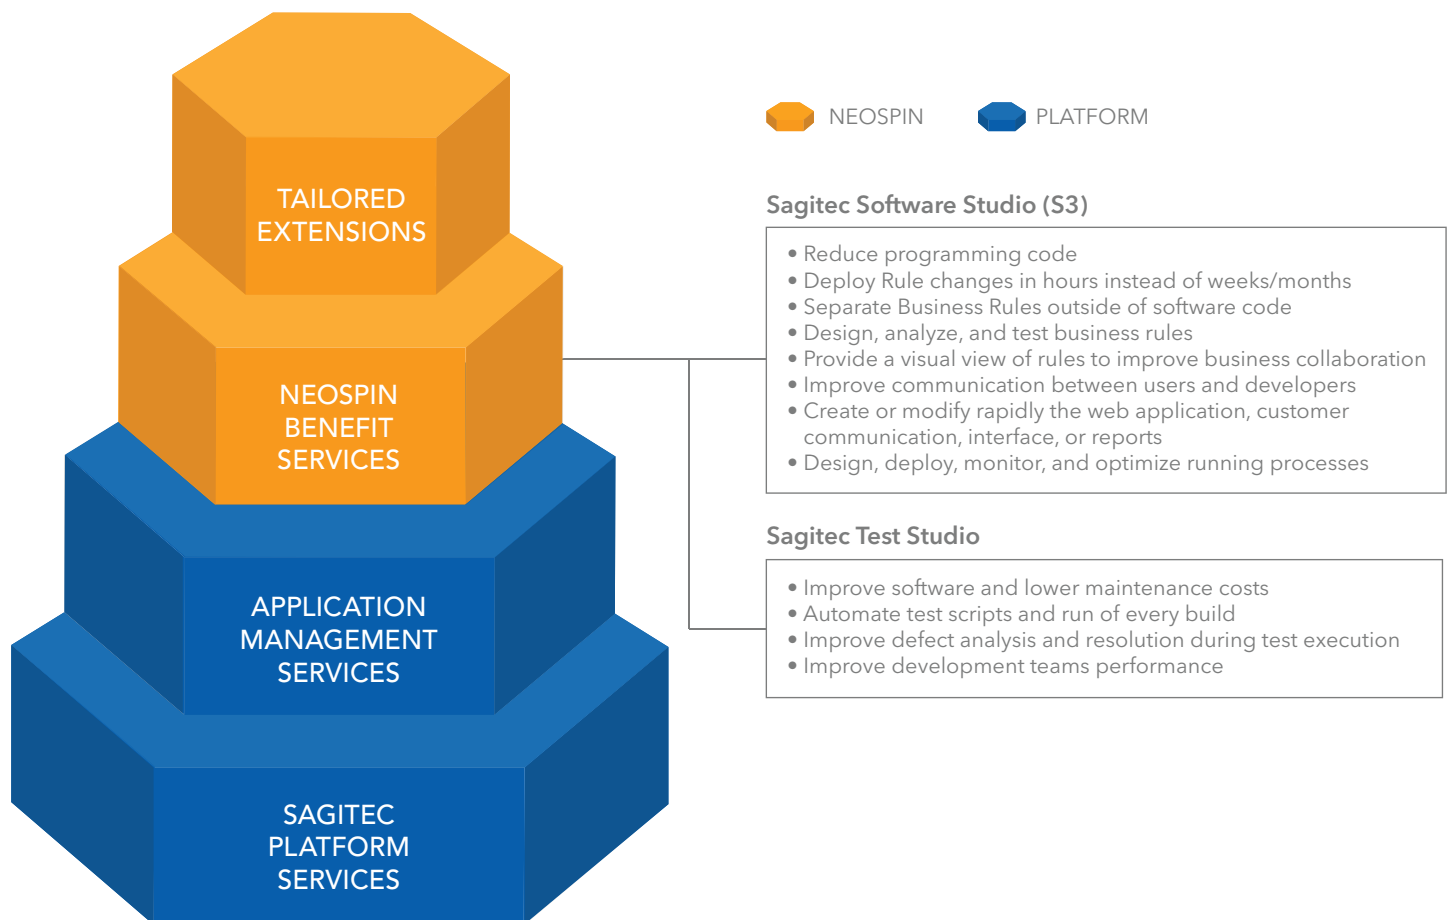 TAILORED
EXTENSIONS
NEOSPIN
BENEFIT
SERVICES
APPLICATION
MANAGEMENT
SERVICES
SAGITEC
PLATFORM
SERVICES
NEOSPIN
PLATFORM
Sagitec Software Studio (S3)
• Reduce programming code
• Deploy Rule changes in hours instead of weeks/months
• Separate Business Rules outside of software code
• Design, analyze, and test business rules
• Provide a visual view of rules to improve business collaboration
• Improve communication between users and developers
• Create or modify rapidly the web application, customer
communication, interface, or reports
• Design, deploy, monitor, and optimize running processes
Sagitec Test Studio
• Improve software and lower maintenance costs
• Automate test scripts and run of every build
• Improve defect analysis and resolution during test execution
• Improve development teams performance